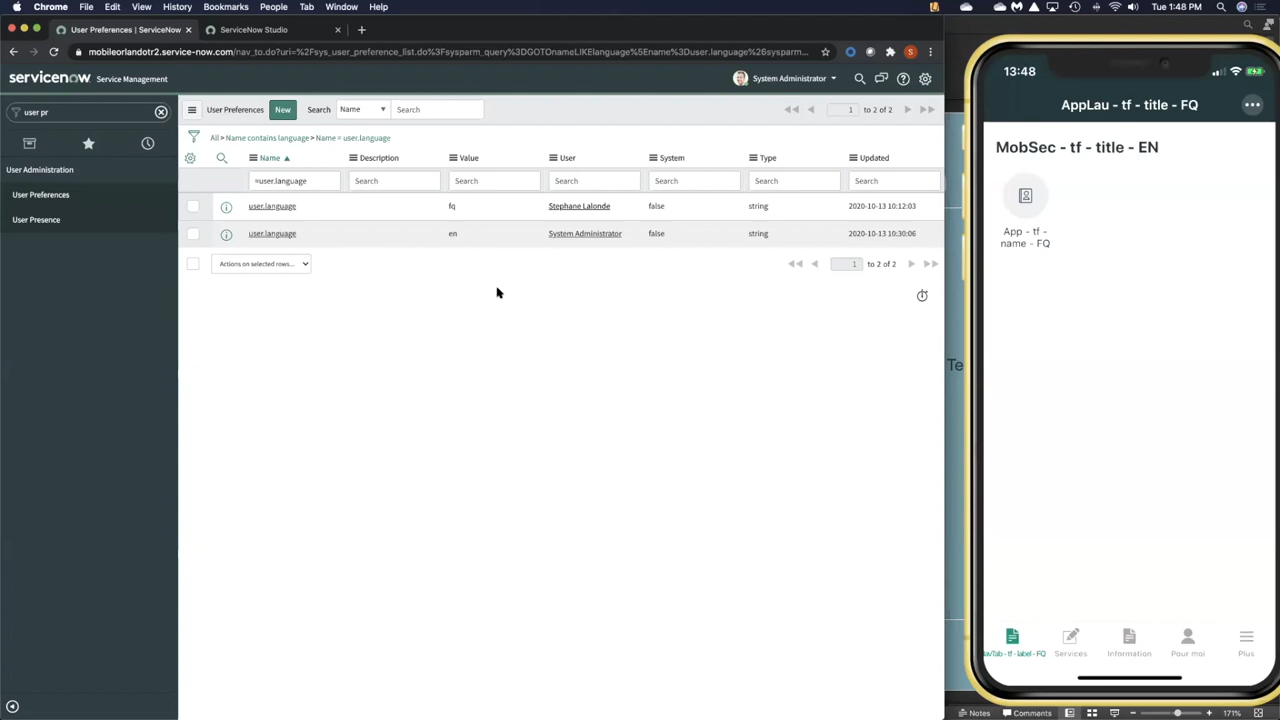 Chrome File Edit View History Bookmarks People Tab Window Help
Tue 1:48 PM
User Preferences | ServiceNow
ServiceNow Studio
mobileorlandotr2.service-now.com/nav_to.do?uri=%2Fsys_user_preference_list.do%3Fsysparm_query%3DGOTOnameLIKElanguage%5Ename%3Duser.language%26sysparm...
S
servicenow Service Management
System Administrator
user pr
User Administration
User Preferences
User Presence
User Preferences New Search Name Search
1 to 2 of 2
All > Name contains language > Name = user.language
Name Description Value User System Type Updated
=user.language Search Search Search Search Search Search
user.language fq Stephane Lalonde false string 2020-10-13 10:12:03
user.language en System Administrator false string 2020-10-13 10:30:06
Actions on selected rows...
1 to 2 of 2
Te
13:48
AppLau - tf - title - FQ
MobSec - tf - title - EN
App - tf -
name - FQ
NavTab - tf - label - FQ Services Information Pour moi Plus
Notes Comments 171%